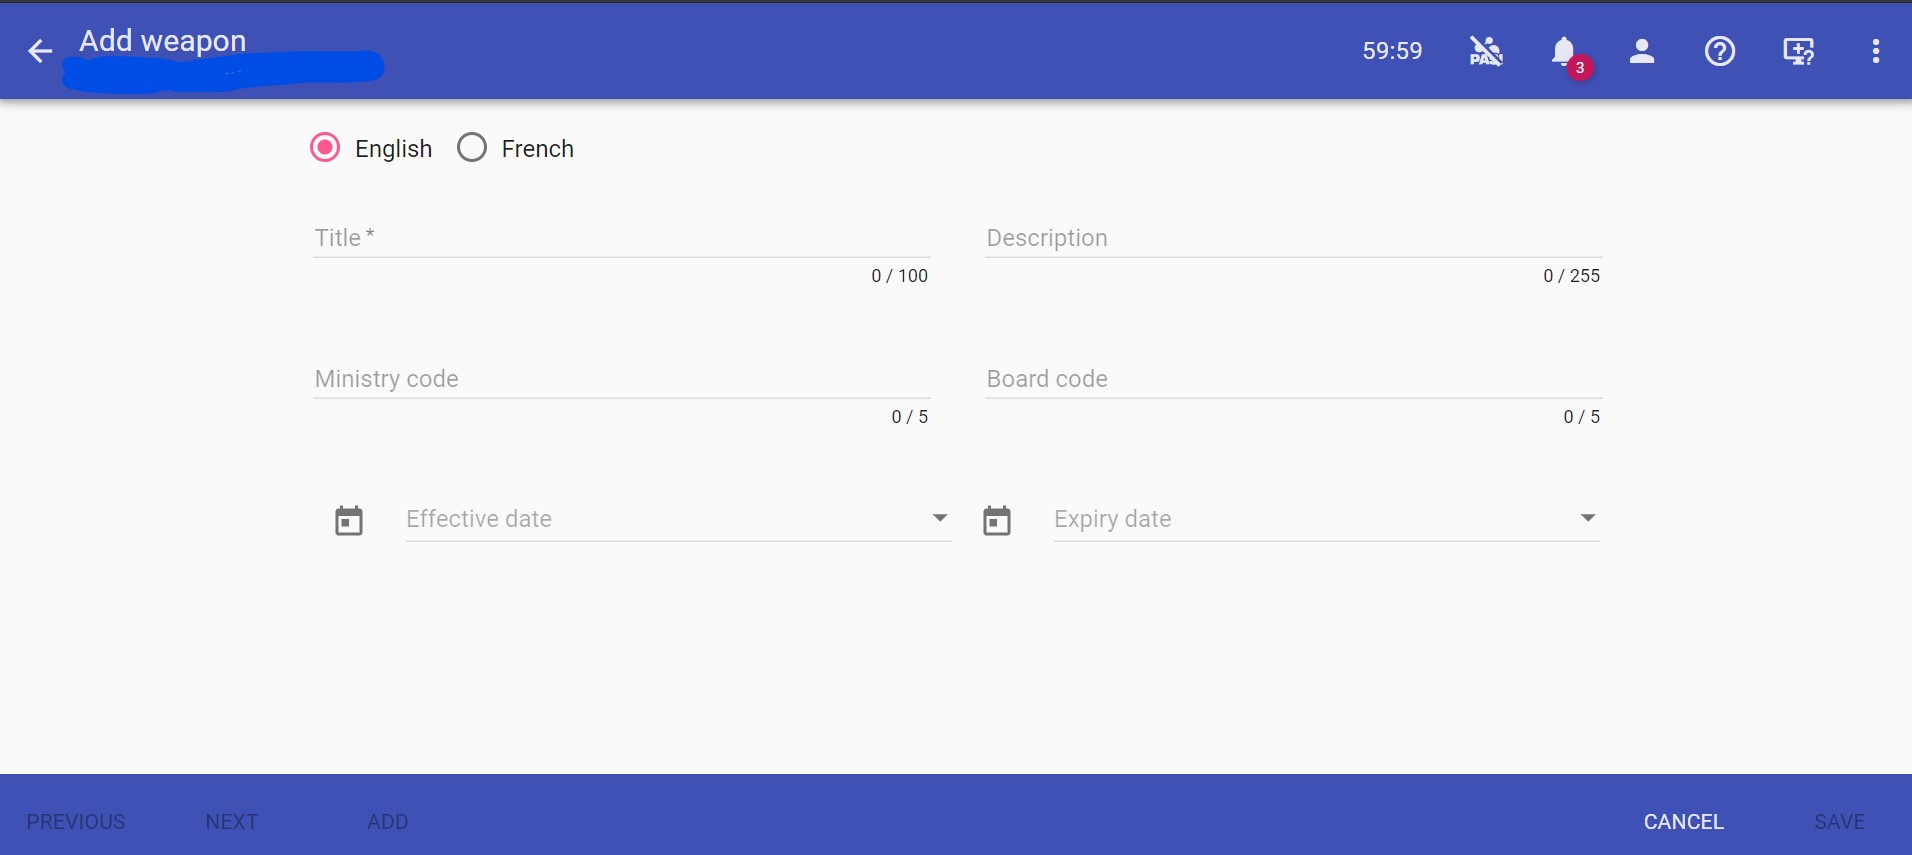 Add weapon
59:59
PAS
3
English French
Title *
0 / 100
Description
0 / 255
Ministry code
0 / 5
Board code
0 / 5
Effective date
Expiry date
PREVIOUS NEXT ADD CANCEL SAVE